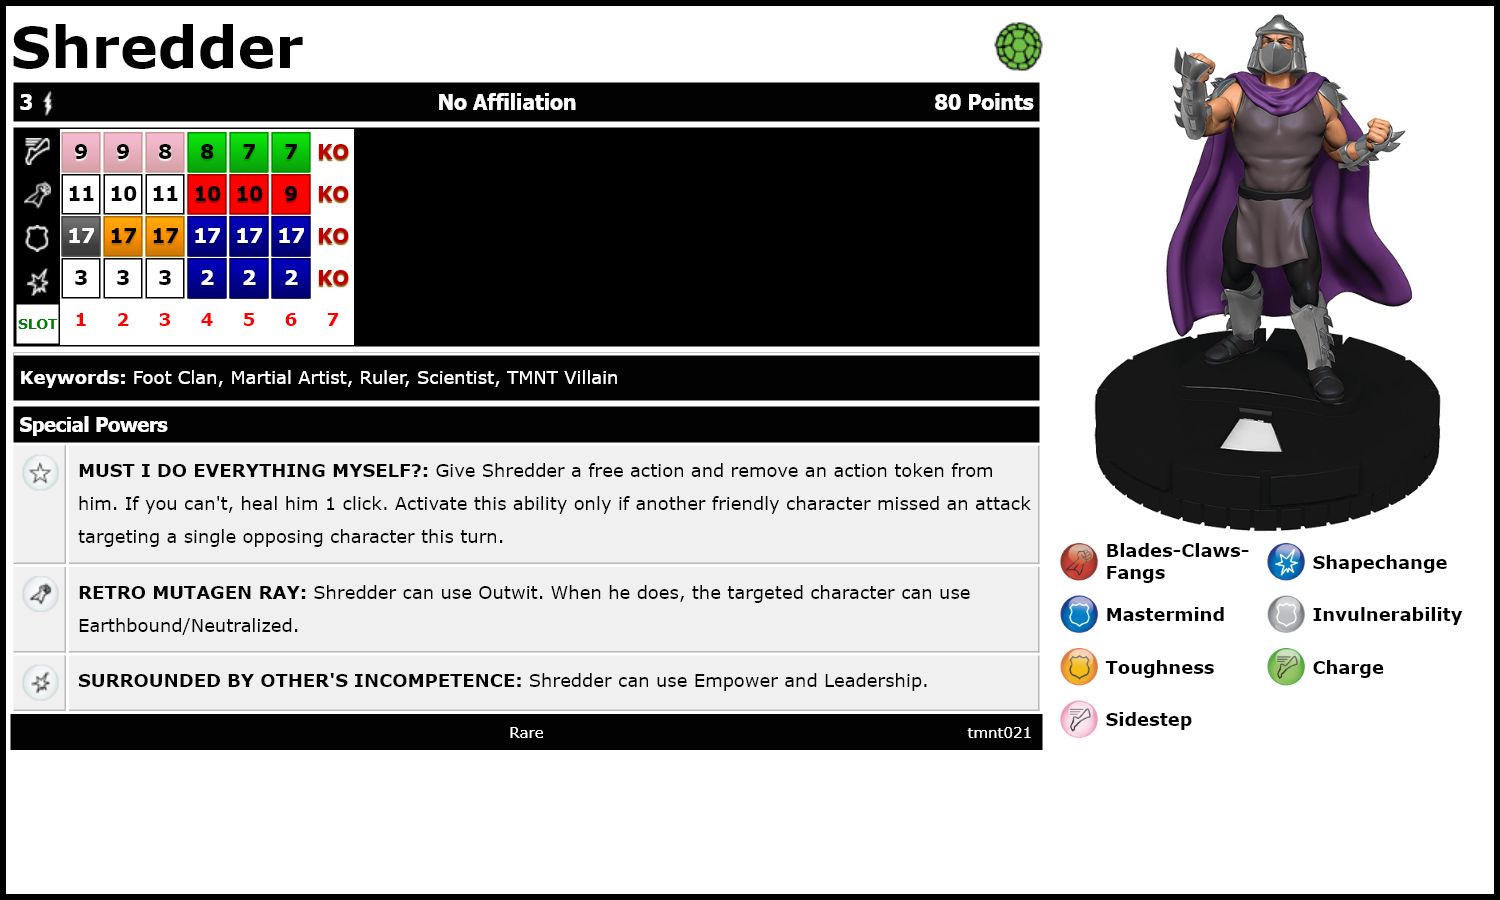 Shredder
3 No Affiliation 80 Points
9 9 8 8 7 7 KO
11 10 11 10 10 9 KO
17 17 17 17 17 17 KO
3 3 3 2 2 2 KO
SLOT 1 2 3 4 5 6 7
Keywords: Foot Clan, Martial Artist, Ruler, Scientist, TMNT Villain
Special Powers
MUST I DO EVERYTHING MYSELF?: Give Shredder a free action and remove an action token from
him. If you can't, heal him 1 click. Activate this ability only if another friendly character missed an attack
targeting a single opposing character this turn.
RETRO MUTAGEN RAY: Shredder can use Outwit. When he does, the targeted character can use
Earthbound/Neutralized.
SURROUNDED BY OTHER'S INCOMPETENCE: Shredder can use Empower and Leadership.
Rare tmnt021
Blades-Claws-
Fangs
Shapechange
Mastermind
Invulnerability
Toughness
Charge
Sidestep